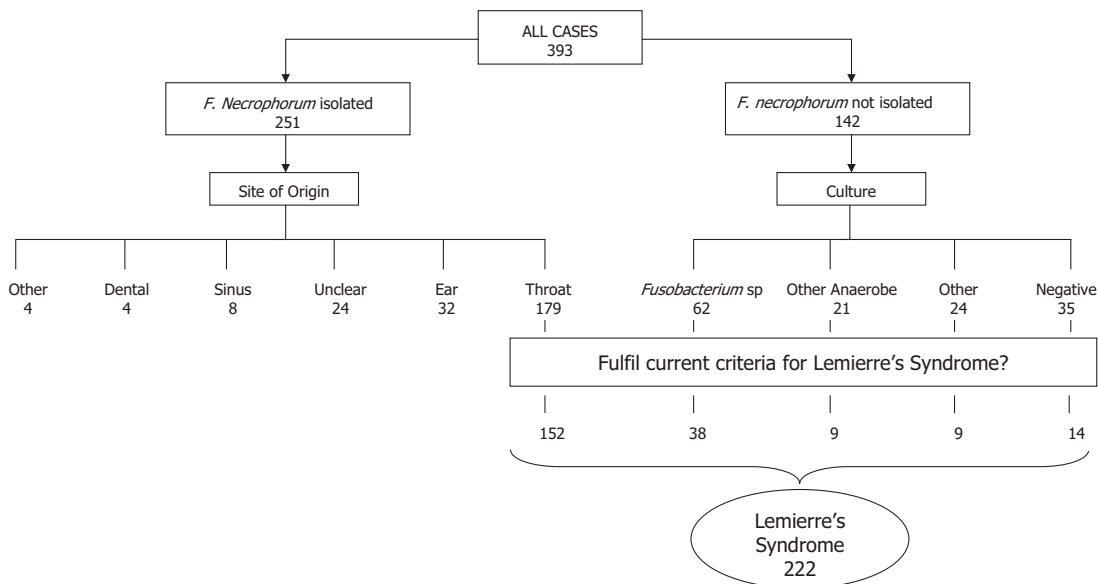 ALL CASES
393
F. Necrophorum isolated
251
F. necrophorum not isolated
142
Site of Origin
Culture
Other
4
Dental
4
Sinus
8
Unclear
24
Ear
32
Throat
179
Fusobacterium sp
62
Other Anaerobe
21
Other
24
Negative
35
Fulfil current criteria for Lemierre's Syndrome?
152
38
9
9
14
Lemierre's
Syndrome
222